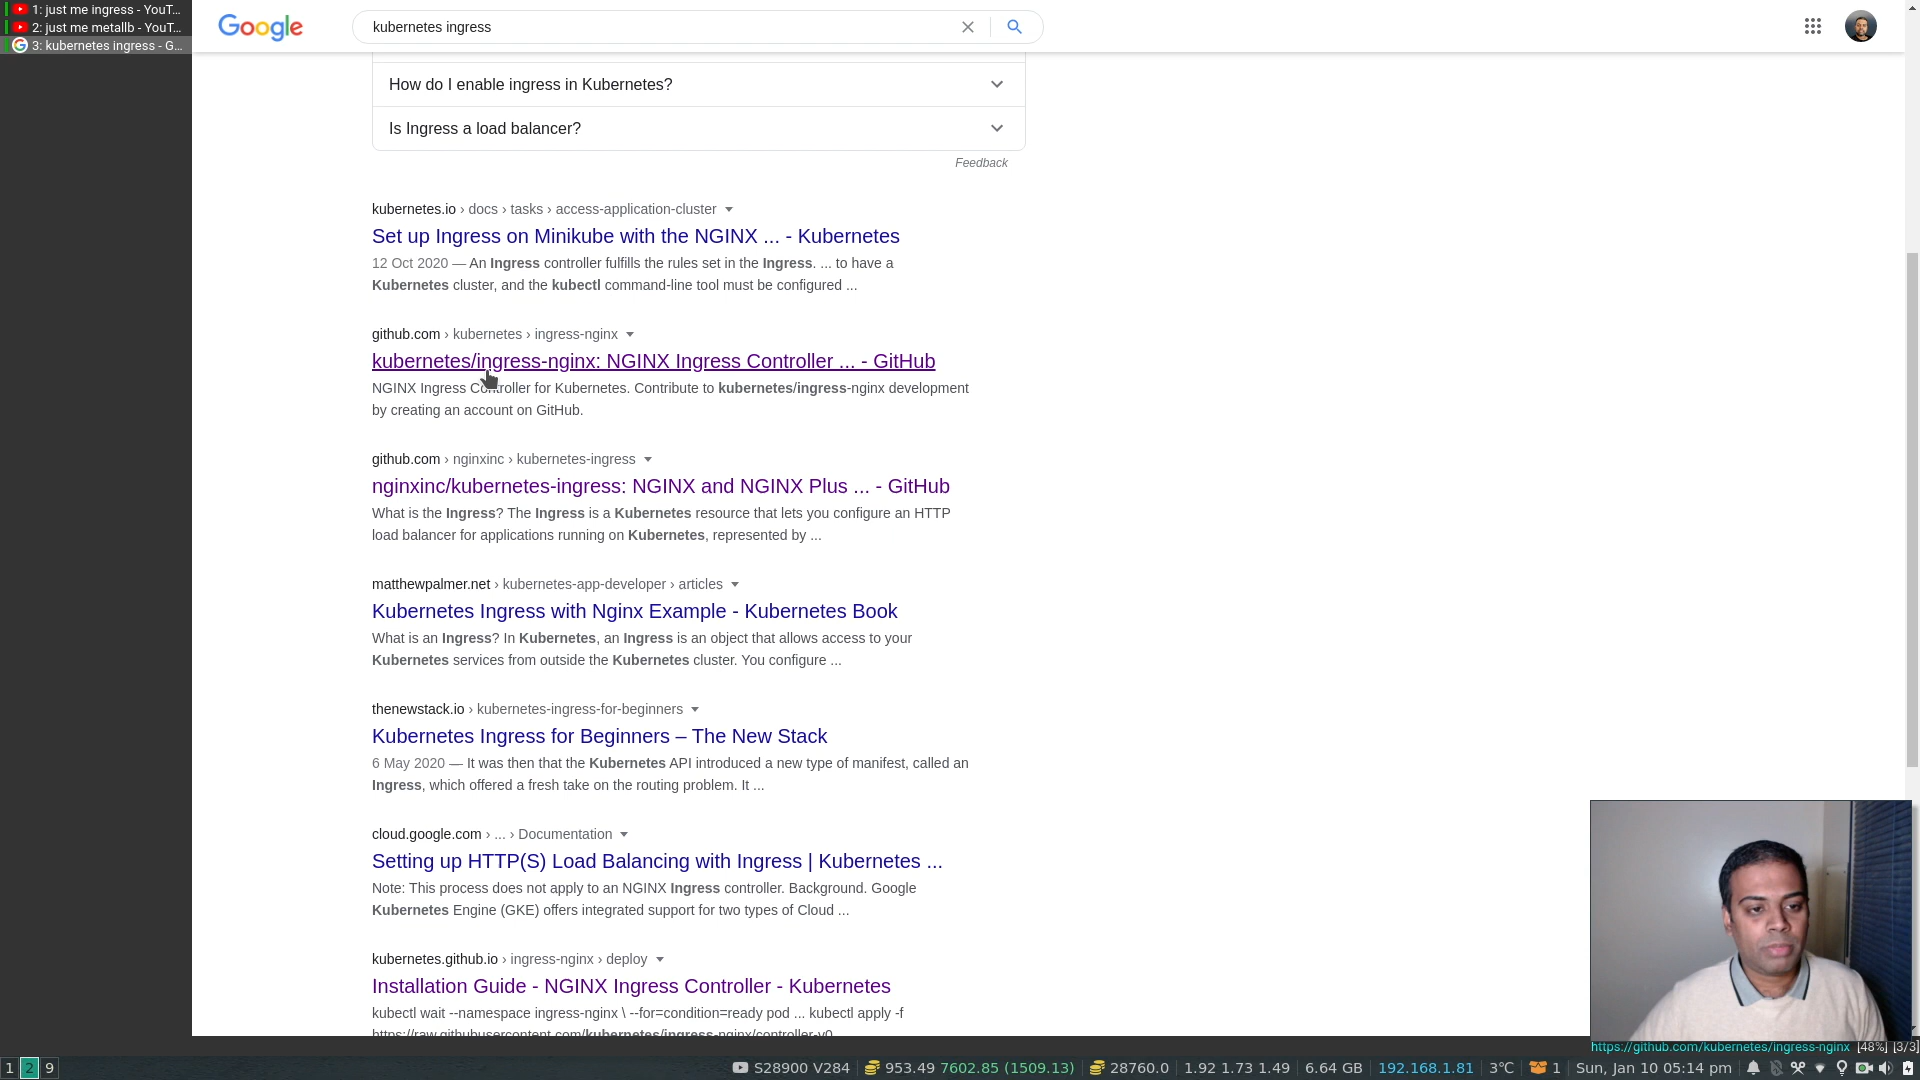 1: just me ingress - YouT...
2: just me metallb - YouT...
3: kubernetes ingress - G...
Google
kubernetes ingress
How do I enable ingress in Kubernetes?
Is Ingress a load balancer?
Feedback
kubernetes.io › docs › tasks › access-application-cluster
Set up Ingress on Minikube with the NGINX ... - Kubernetes
12 Oct 2020 — An Ingress controller fulfills the rules set in the Ingress. ... to have a
Kubernetes cluster, and the kubectl command-line tool must be configured ...
github.com › kubernetes › ingress-nginx
kubernetes/ingress-nginx: NGINX Ingress Controller ... - GitHub
NGINX Ingress Controller for Kubernetes. Contribute to kubernetes/ingress-nginx development
by creating an account on GitHub.
github.com › nginxinc › kubernetes-ingress
nginxinc/kubernetes-ingress: NGINX and NGINX Plus ... - GitHub
What is the Ingress? The Ingress is a Kubernetes resource that lets you configure an HTTP
load balancer for applications running on Kubernetes, represented by ...
matthewpalmer.net › kubernetes-app-developer › articles
Kubernetes Ingress with Nginx Example - Kubernetes Book
What is an Ingress? In Kubernetes, an Ingress is an object that allows access to your
Kubernetes services from outside the Kubernetes cluster. You configure ...
thenewstack.io › kubernetes-ingress-for-beginners
Kubernetes Ingress for Beginners – The New Stack
6 May 2020 — It was then that the Kubernetes API introduced a new type of manifest, called an
Ingress, which offered a fresh take on the routing problem. It ...
cloud.google.com › ... › Documentation
Setting up HTTP(S) Load Balancing with Ingress | Kubernetes ...
Note: This process does not apply to an NGINX Ingress controller. Background. Google
Kubernetes Engine (GKE) offers integrated support for two types of Cloud ...
kubernetes.github.io › ingress-nginx › deploy
Installation Guide - NGINX Ingress Controller - Kubernetes
kubectl wait --namespace ingress-nginx \ --for=condition=ready pod ... kubectl apply -f
https://raw.githubusercontent.com/kubernetes/ingress-nginx/controller-v0...
https://github.com/kubernetes/ingress-nginx [48%] [3/3]
1 2 9
S28900 V284 953.49 7602.85 (1509.13) 28760.0 1.92 1.73 1.49 6.64 GB 192.168.1.81 3°C 1 Sun, Jan 10 05:14 pm